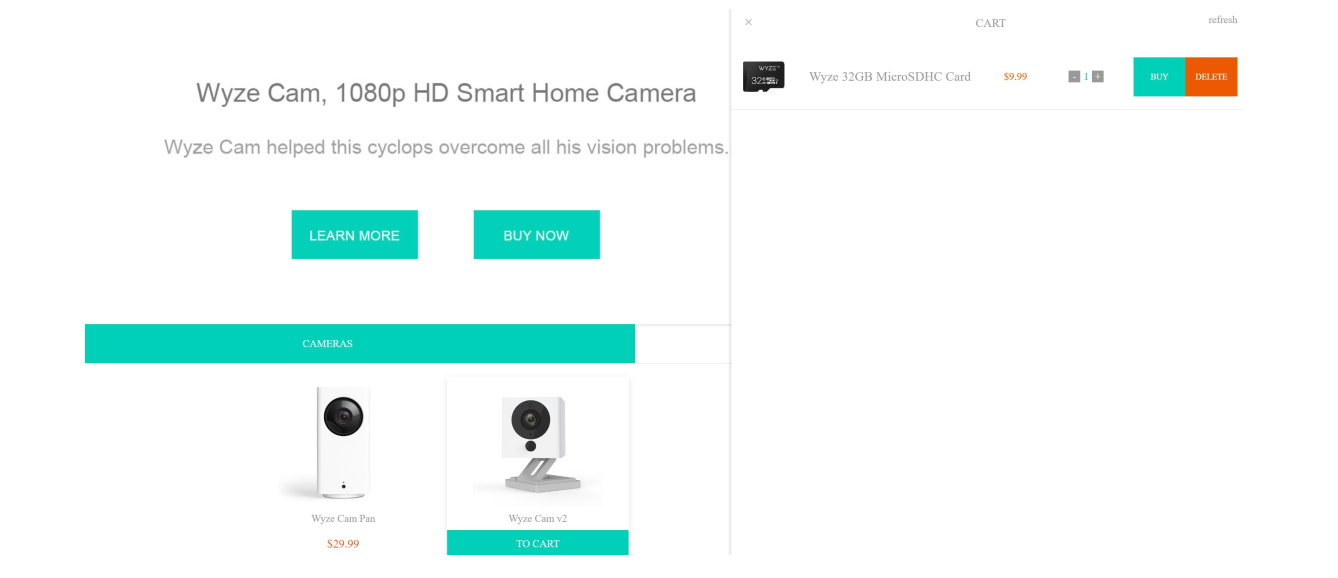 Wyze Cam, 1080p HD Smart Home Camera
Wyze Cam helped this cyclops overcome all his vision problems.
LEARN MORE
BUY NOW
CAMERAS
Wyze Cam Pan
$29.99
Wyze Cam v2
TO CART
×
CART
refresh
WYZE
32
Wyze 32GB MicroSDHC Card
$9.99
- 1 +
BUY
DELETE